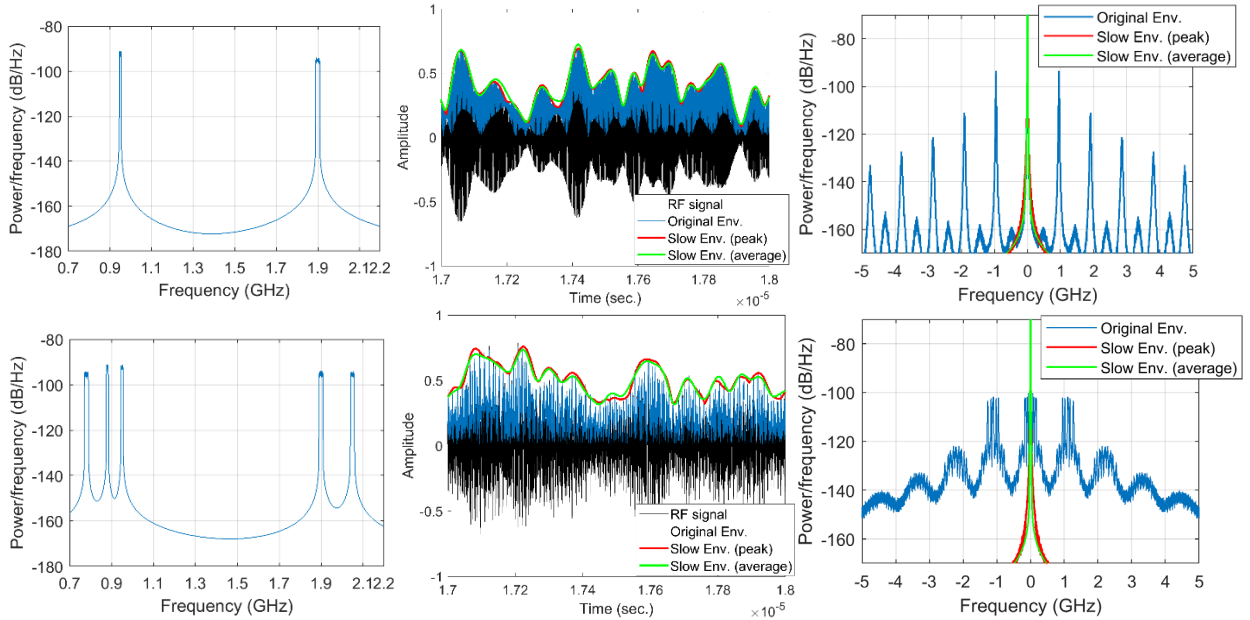 Power/frequency (dB/Hz)
-80
-100
-120
-140
-160
-180
0.7 0.9 1.1 1.3 1.5 1.7 1.9 2.12.2
Frequency (GHz)
Amplitude
1
0.5
0
-0.5
-1
RF signal
Original Env.
Slow Env. (peak)
Slow Env. (average)
1.7 1.72 1.74 1.76 1.78 1.8
Time (sec.)
×10-5
Power/frequency (dB/Hz)
-80
-100
-120
-140
-160
Original Env.
Slow Env. (peak)
Slow Env. (average)
-5 -4 -3 -2 -1 0 1 2 3 4 5
Frequency (GHz)
Power/frequency (dB/Hz)
-80
-100
-120
-140
-160
-180
0.7 0.9 1.1 1.3 1.5 1.7 1.9 2.12.2
Frequency (GHz)
Amplitude
1
0.5
0
-0.5
-1
RF signal
Original Env.
Slow Env. (peak)
Slow Env. (average)
1.7 1.72 1.74 1.76 1.78 1.8
Time (sec.)
×10-5
Power/frequency (dB/Hz)
-80
-100
-120
-140
-160
Original Env.
Slow Env. (peak)
Slow Env. (average)
-5 -4 -3 -2 -1 0 1 2 3 4 5
Frequency (GHz)